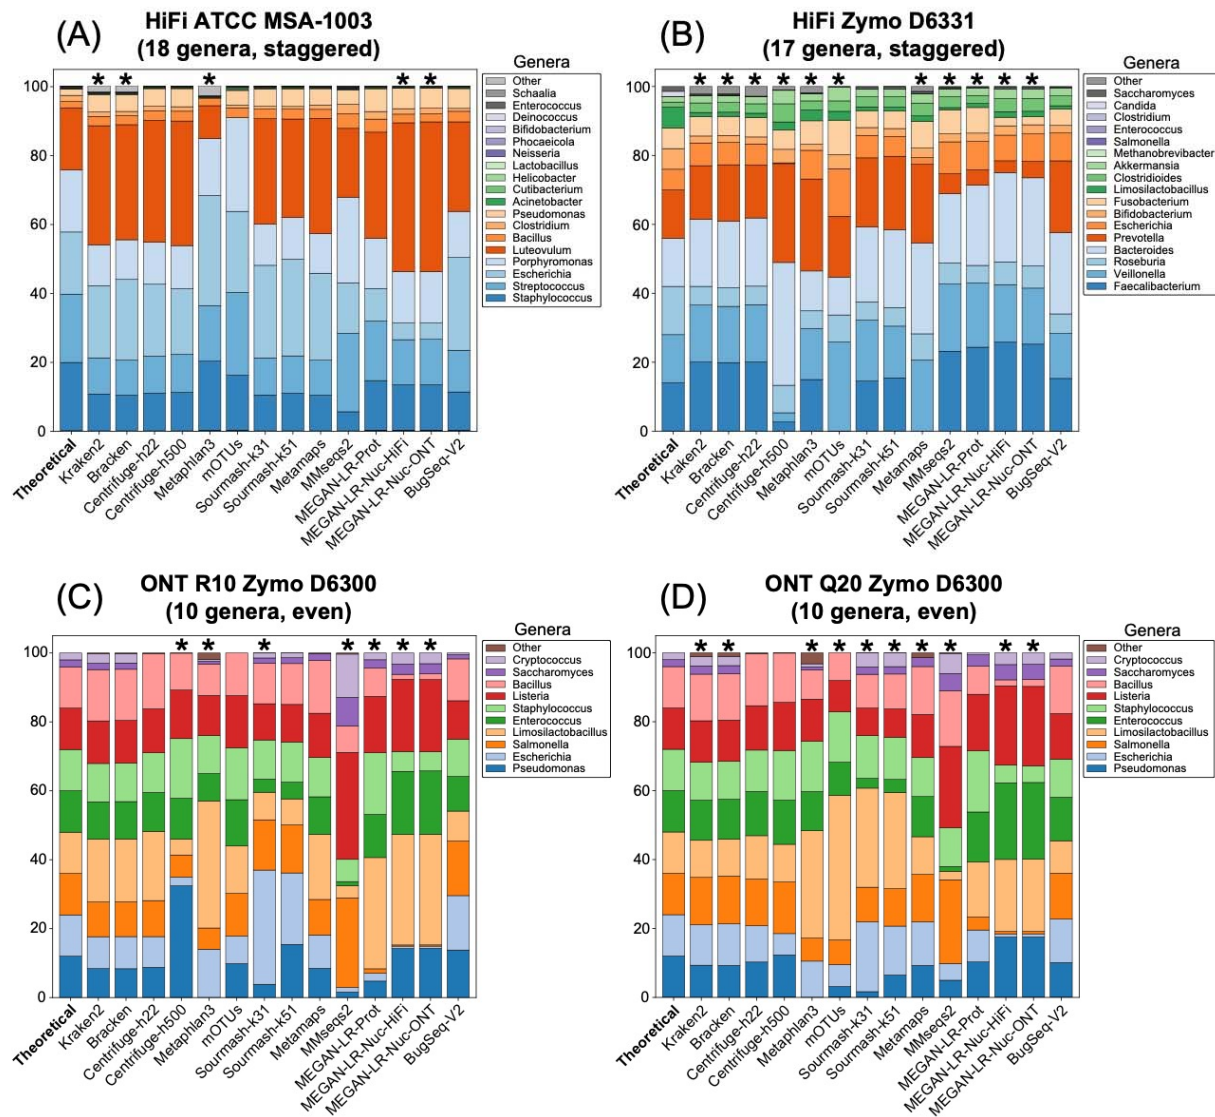 (A)
HiFi ATCC MSA-1003
(18 genera, staggered)
Genera
Other
Schaalia
Enterococcus
Deinococcus
Bifidobacterium
Phocaeicola
Neisseria
Lactobacillus
Helicobacter
Cutibacterium
Acinetobacter
Pseudomonas
Clostridium
Bacillus
Luteovulum
Porphyromonas
Escherichia
Streptococcus
Staphylococcus
* * * * *
100
80
60
40
20
0
Theoretical
Kraken2
Bracken
Centrifuge-h22
Centrifuge-h500
Metaphlan3
mOTUs
Sourmash-k31
Sourmash-k51
Metamaps
MMseqs2
MEGAN-LR-Prot
MEGAN-LR-Nuc-HiFi
MEGAN-LR-Nuc-ONT
BugSeq-V2
(B)
HiFi Zymo D6331
(17 genera, staggered)
Genera
Other
Saccharomyces
Candida
Clostridium
Enterococcus
Salmonella
Methanobrevibacter
Akkermansia
Clostridioides
Limosilactobacillus
Fusobacterium
Bifidobacterium
Escherichia
Prevotella
Bacteroides
Roseburia
Veillonella
Faecalibacterium
* * * * * * * * * * *
100
80
60
40
20
0
Theoretical
Kraken2
Bracken
Centrifuge-h22
Centrifuge-h500
Metaphlan3
mOTUs
Sourmash-k31
Sourmash-k51
Metamaps
MMseqs2
MEGAN-LR-Prot
MEGAN-LR-Nuc-HiFi
MEGAN-LR-Nuc-ONT
BugSeq-V2
(C)
ONT R10 Zymo D6300
(10 genera, even)
Genera
Other
Cryptococcus
Saccharomyces
Bacillus
Listeria
Staphylococcus
Enterococcus
Limosilactobacillus
Salmonella
Escherichia
Pseudomonas
* * * * * * *
100
80
60
40
20
0
Theoretical
Kraken2
Bracken
Centrifuge-h22
Centrifuge-h500
Metaphlan3
mOTUs
Sourmash-k31
Sourmash-k51
Metamaps
MMseqs2
MEGAN-LR-Prot
MEGAN-LR-Nuc-HiFi
MEGAN-LR-Nuc-ONT
BugSeq-V2
(D)
ONT Q20 Zymo D6300
(10 genera, even)
Genera
Other
Cryptococcus
Saccharomyces
Bacillus
Listeria
Staphylococcus
Enterococcus
Limosilactobacillus
Salmonella
Escherichia
Pseudomonas
* * * * * * * * * *
100
80
60
40
20
0
Theoretical
Kraken2
Bracken
Centrifuge-h22
Centrifuge-h500
Metaphlan3
mOTUs
Sourmash-k31
Sourmash-k51
Metamaps
MMseqs2
MEGAN-LR-Prot
MEGAN-LR-Nuc-HiFi
MEGAN-LR-Nuc-ONT
BugSeq-V2